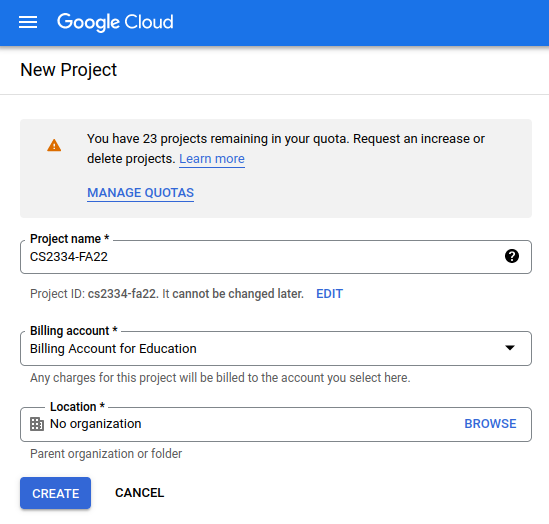 Google Cloud
New Project
You have 23 projects remaining in your quota. Request an increase or
delete projects. Learn more
MANAGE QUOTAS
Project name *
CS2334-FA22
Project ID: cs2334-fa22. It cannot be changed later. EDIT
Billing account *
Billing Account for Education
Any charges for this project will be billed to the account you select here.
Location *
No organization BROWSE
Parent organization or folder
CREATE CANCEL